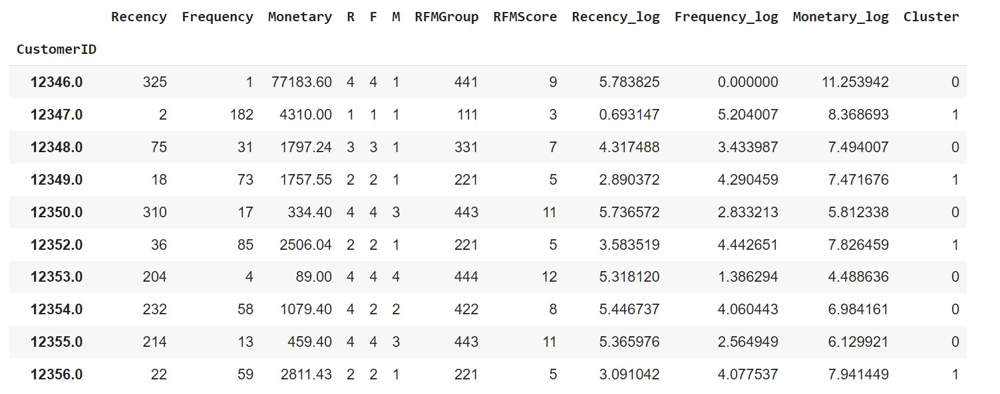 Recency Frequency Monetary R F M RFMGroup RFMScore Recency_log Frequency_log Monetary_log Cluster
CustomerID
12346.0 325 1 77183.60 4 4 1 441 9 5.783825 0.000000 11.253942 0
12347.0 2 182 4310.00 1 1 1 111 3 0.693147 5.204007 8.368693 1
12348.0 75 31 1797.24 3 3 1 331 7 4.317488 3.433987 7.494007 0
12349.0 18 73 1757.55 2 2 1 221 5 2.890372 4.290459 7.471676 1
12350.0 310 17 334.40 4 4 3 443 11 5.736572 2.833213 5.812338 0
12352.0 36 85 2506.04 2 2 1 221 5 3.583519 4.442651 7.826459 1
12353.0 204 4 89.00 4 4 4 444 12 5.318120 1.386294 4.488636 0
12354.0 232 58 1079.40 4 2 2 422 8 5.446737 4.060443 6.984161 0
12355.0 214 13 459.40 4 4 3 443 11 5.365976 2.564949 6.129921 0
12356.0 22 59 2811.43 2 2 1 221 5 3.091042 4.077537 7.941449 1